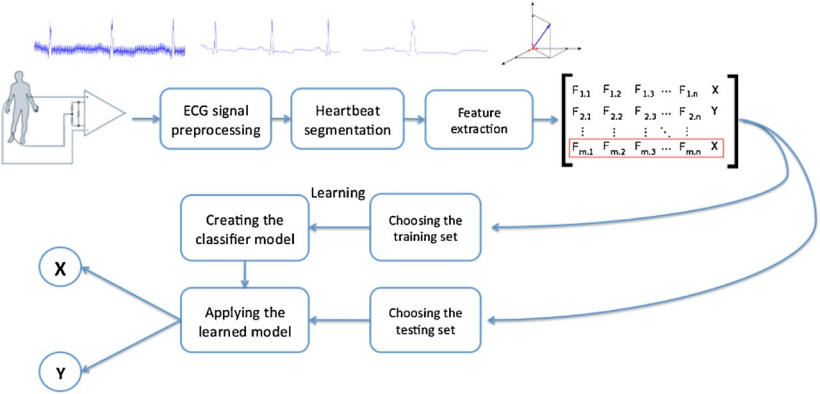 ECG signal
preprocessing
Heartbeat
segmentation
Feature
extraction
F1,1 F1,2 F1,3 ... F1,n X
F2,1 F2,2 F2,3 ... F2,n Y
⋮ ⋮ ⋮ ⋱ ⋮
Fm,1 Fm,2 Fm,3 ... Fm,n X
Learning
Creating the
classifier model
Choosing the
training set
X
Applying the
learned model
Choosing the
testing set
Y